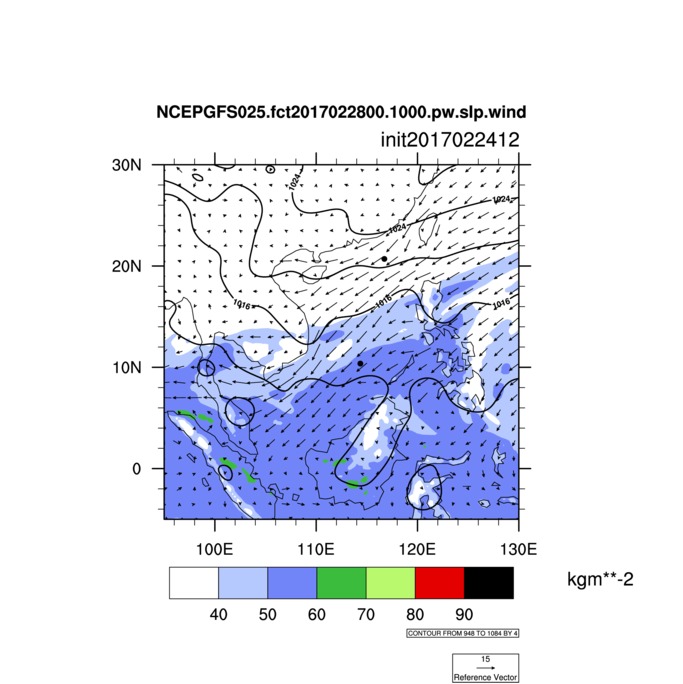 NCEPGFS025.fct2017022800.1000.pw.slp.wind
init2017022412
30N
1024
1024
1024
20N
1016
1016
1016
10N
0
100E 110E 120E 130E
kgm**-2
40 50 60 70 80 90
CONTOUR FROM 948 TO 1084 BY 4
15
Reference Vector